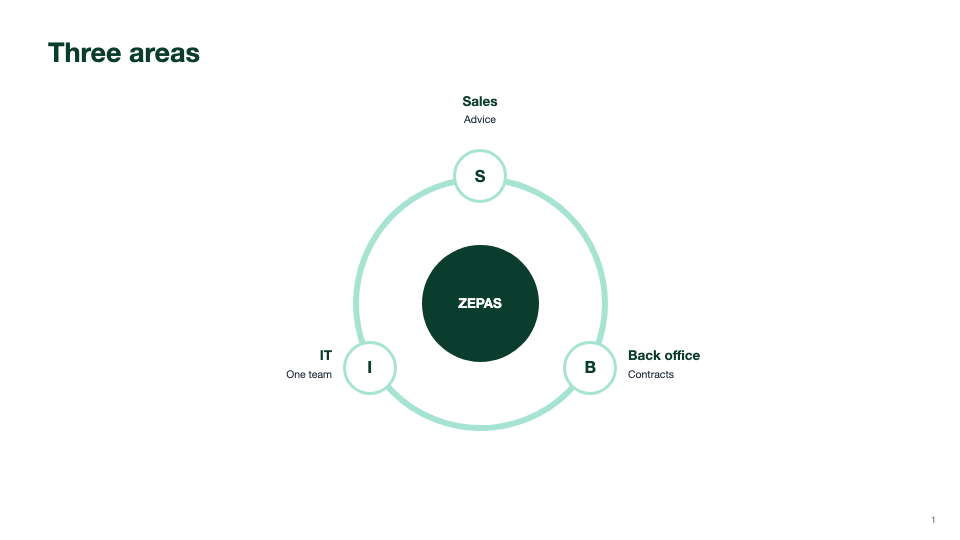 Three areas
Sales
Advice
S
ZEPAS
IT
One team
I
B
Back office
Contracts
1